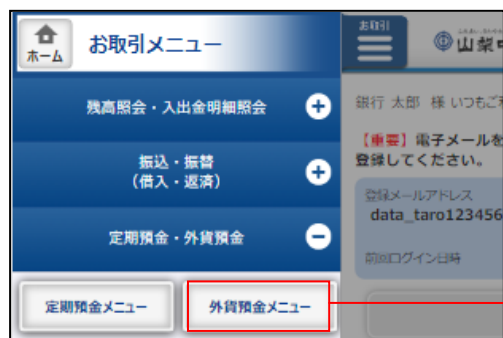 ホーム
お取引メニュー
残高照会・入出金明細照会
振込・振替
(借入・返済)
定期預金・外貨預金
定期預金メニュー
外貨預金メニュー
お取引
山梨中
銀行 太郎 様 いつもご利
【重要】電子メールを
登録してください。
登録メールアドレス
data_taro123456
前回ログイン日時